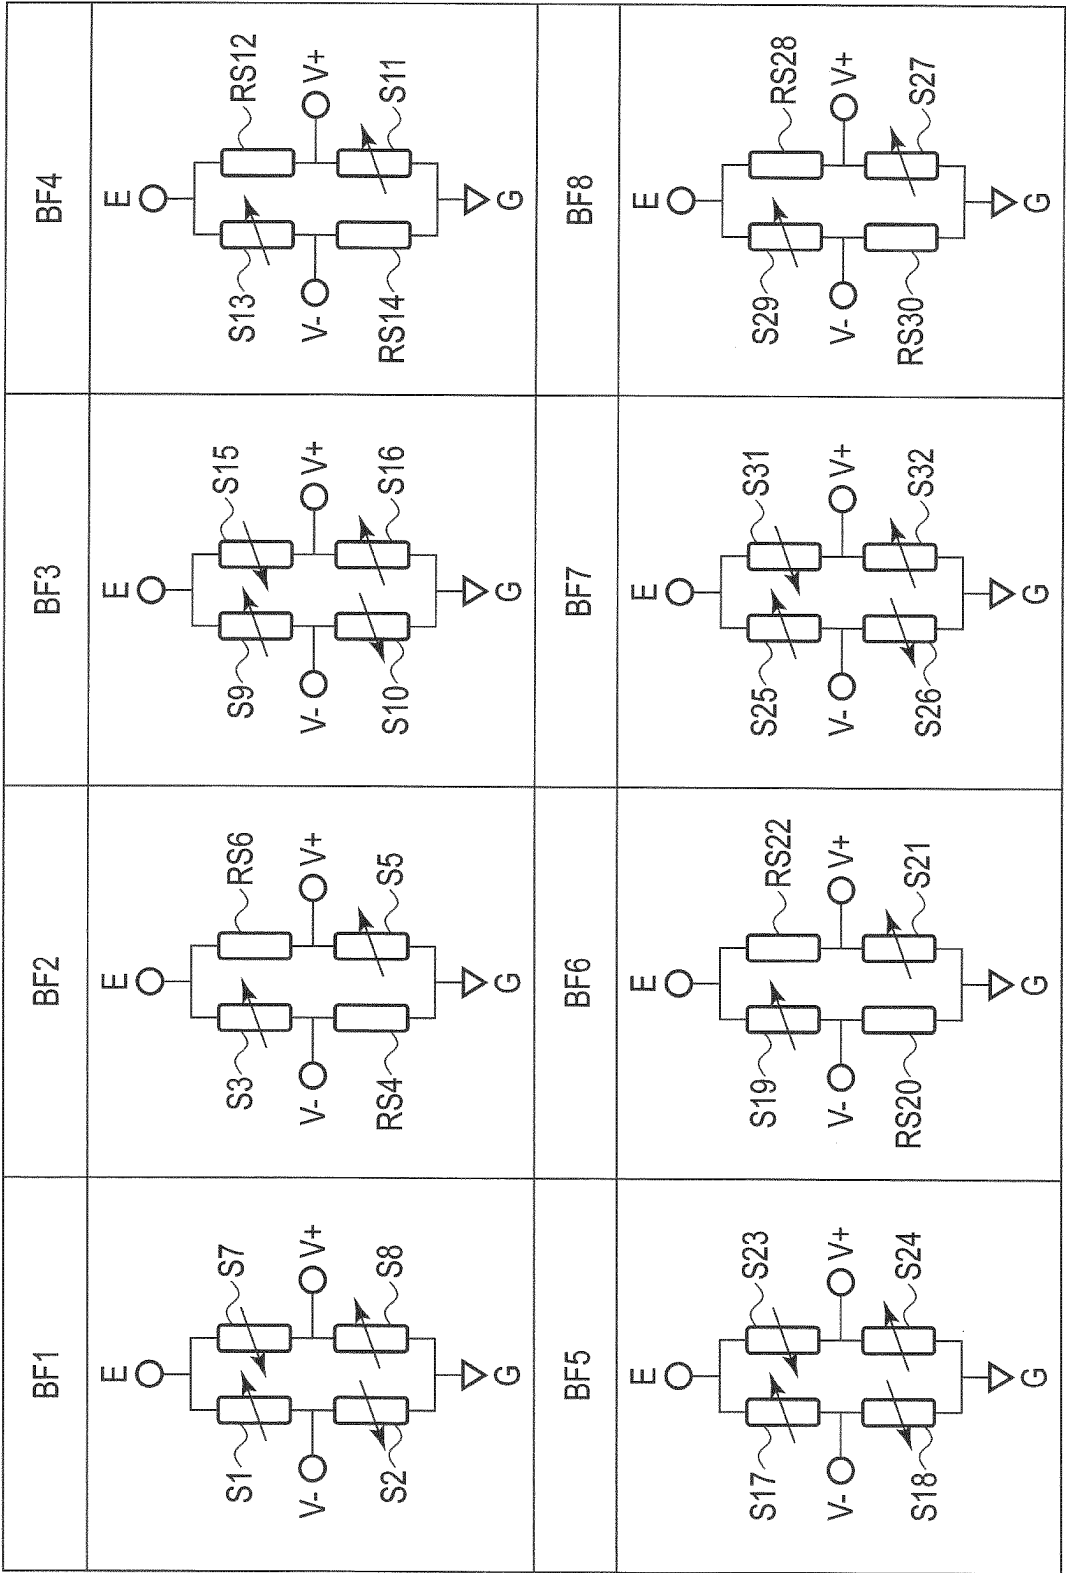 BF1
E
S1
S7
V-
V+
S2
S8
G
BF2
E
S3
RS6
V-
V+
RS4
S5
G
BF3
E
S9
S15
V-
V+
S10
S16
G
BF4
E
S13
RS12
V-
V+
RS14
S11
G
BF5
E
S17
S23
V-
V+
S18
S24
G
BF6
E
S19
RS22
V-
V+
RS20
S21
G
BF7
E
S25
S31
V-
V+
S26
S32
G
BF8
E
S29
RS28
V-
V+
RS30
S27
G